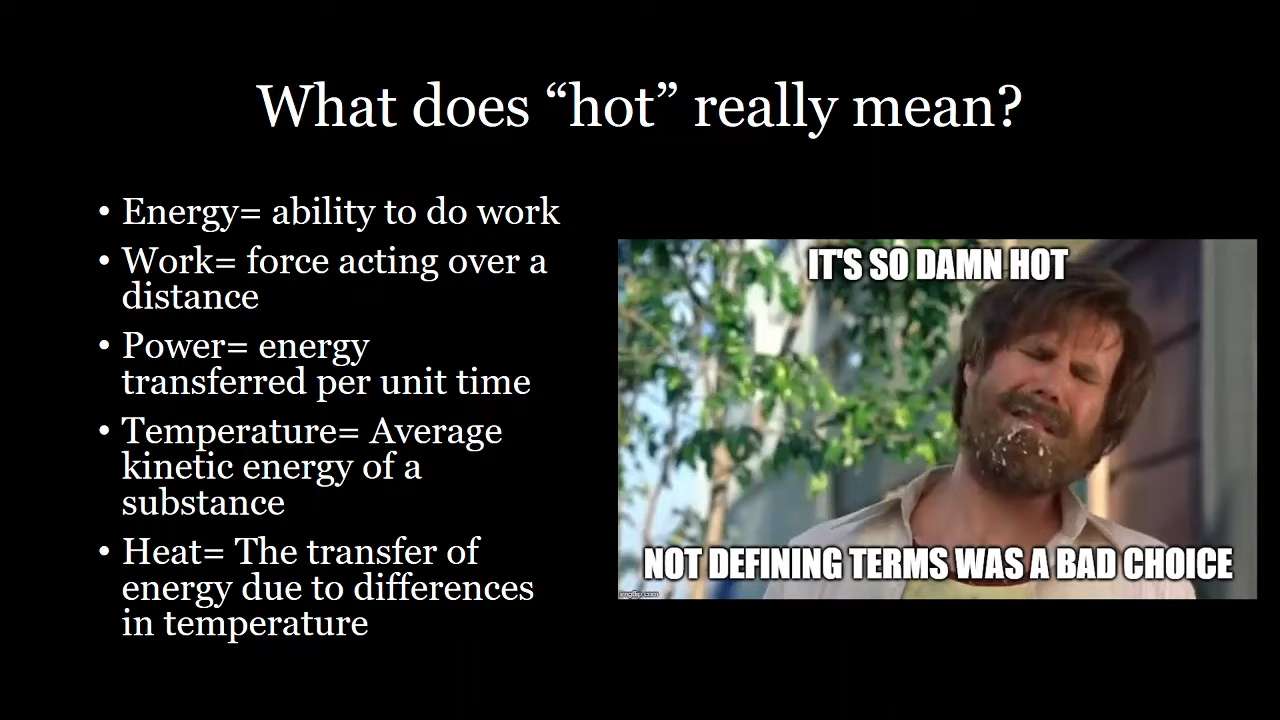 What does “hot” really mean?
• Energy= ability to do work
• Work= force acting over a
distance
• Power= energy
transferred per unit time
• Temperature= Average
kinetic energy of a
substance
• Heat= The transfer of
energy due to differences
in temperature
IT'S SO DAMN HOT
NOT DEFINING TERMS WAS A BAD CHOICE
imgflip.com